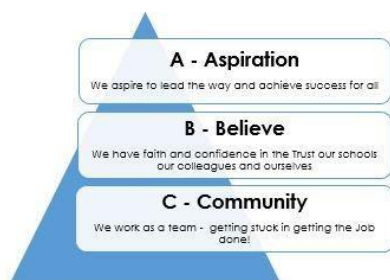 A - Aspiration
We aspire to lead the way and achieve success for all
B - Believe
We have faith and confidence in the Trust our schools
our colleagues and ourselves
C - Community
We work as a team - getting stuck in getting the Job
done!